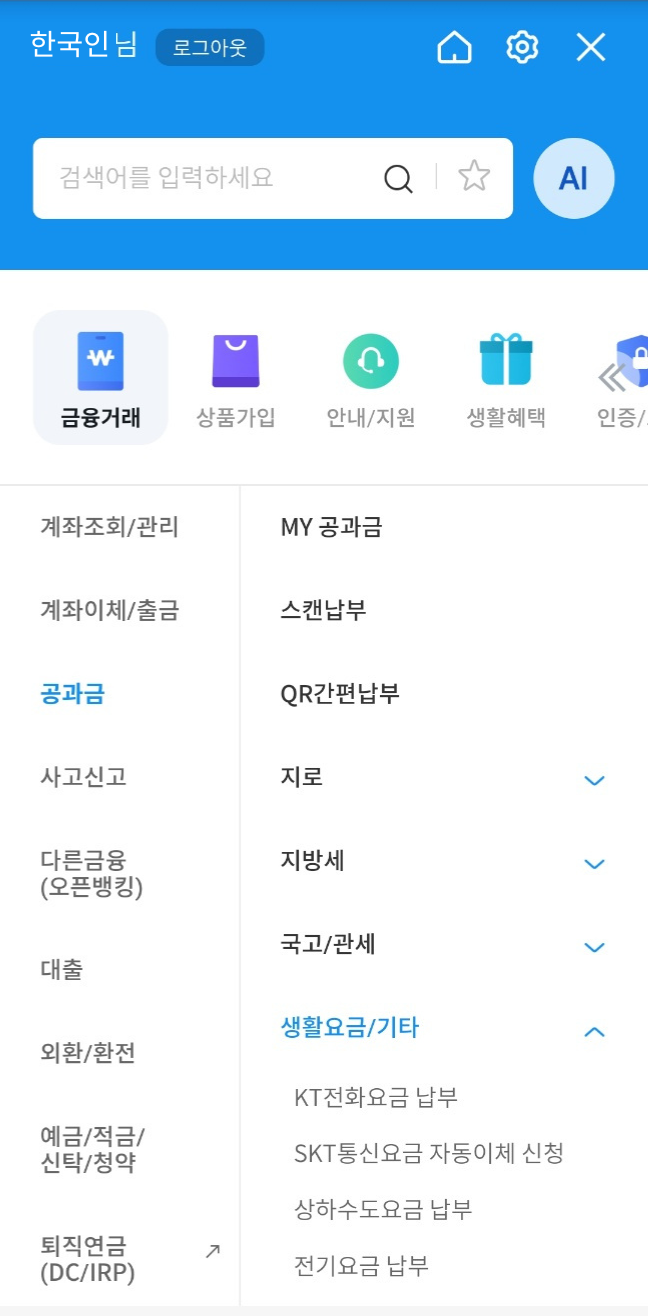 한국인님 로그아웃
검색어를 입력하세요
AI
금융거래
상품가입
안내/지원
생활혜택
인증/
계좌조회/관리
계좌이체/출금
공과금
사고신고
다른금융
(오픈뱅킹)
대출
외환/환전
예금/적금/
신탁/청약
퇴직연금
(DC/IRP)
MY 공과금
스캔납부
QR간편납부
지로
지방세
국고/관세
생활요금/기타
KT전화요금 납부
SKT통신요금 자동이체 신청
상하수도요금 납부
전기요금 납부